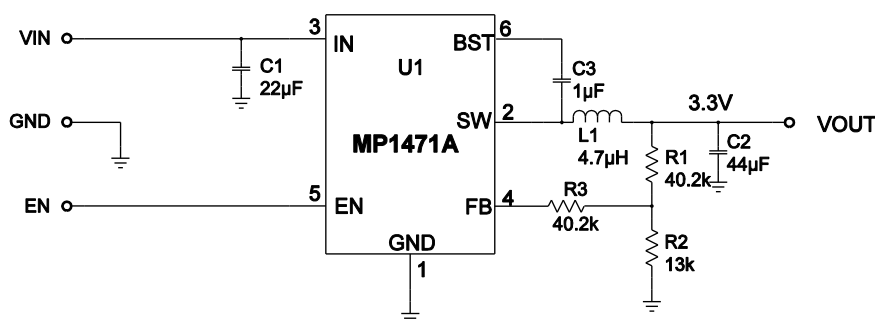 VIN
3
IN
C1
22µF
U1
BST
6
C3
1µF
GND
SW
2
L1
4.7µH
3.3V
VOUT
MP1471A
R1
40.2k
C2
44µF
EN
5
EN
FB
4
R3
40.2k
GND
1
R2
13k